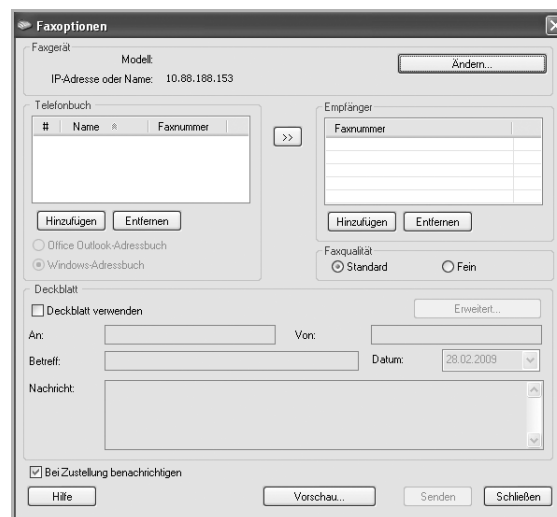 Faxoptionen
Faxgerät
Modell:
Ändern...
IP-Adresse oder Name: 10.88.188.153
Telefonbuch
# Name Faxnummer
Hinzufügen Entfernen
Office Outlook-Adressbuch
Windows-Adressbuch
>>
Empfänger
Faxnummer
Hinzufügen Entfernen
Faxqualität
Standard Fein
Deckblatt
Deckblatt verwenden
Erweitert...
An: Von:
Betreff: Datum: 28.02.2009
Nachricht:
Bei Zustellung benachrichtigen
Hilfe Vorschau... Senden Schließen